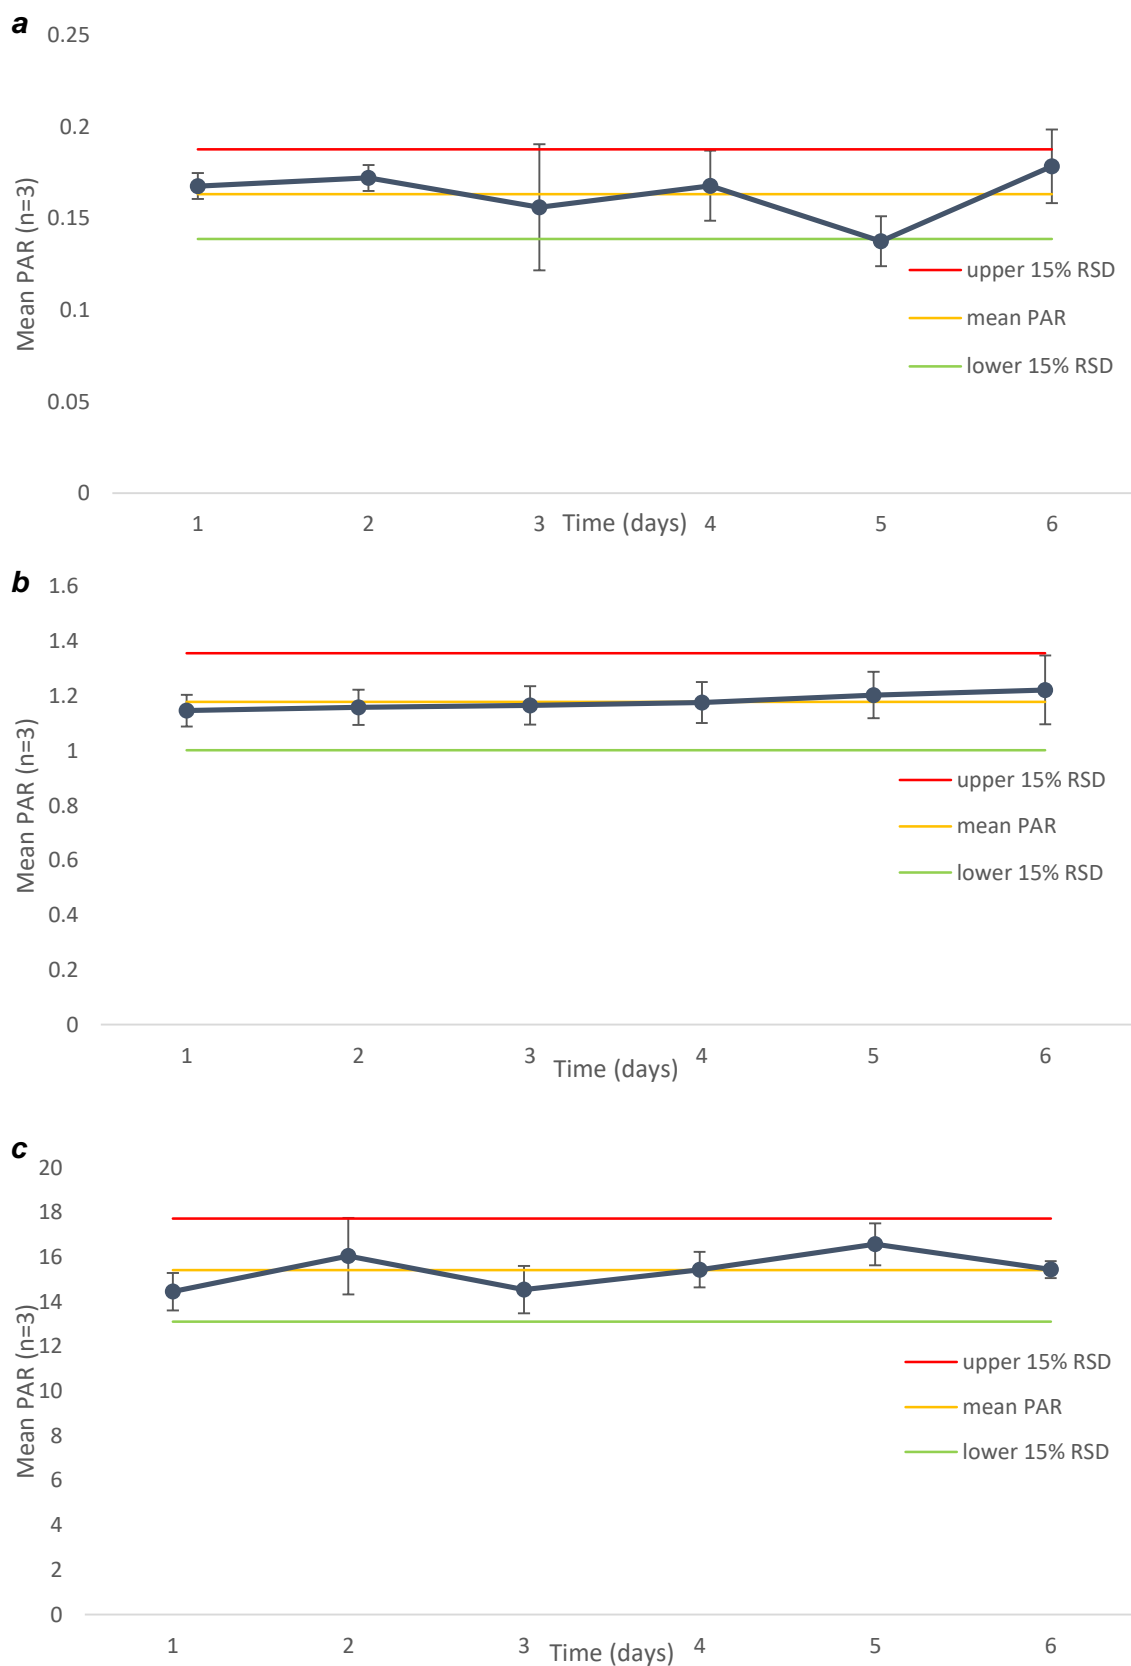 a
0.25
0.2
0.15
0.1
0.05
0
Mean PAR (n=3)
upper 15% RSD
mean PAR
lower 15% RSD
1 2 3 4 5 6
Time (days)
b
1.6
1.4
1.2
1
0.8
0.6
0.4
0.2
0
Mean PAR (n=3)
upper 15% RSD
mean PAR
lower 15% RSD
1 2 3 4 5 6
Time (days)
c
20
18
16
14
12
10
8
6
4
2
0
Mean PAR (n=3)
upper 15% RSD
mean PAR
lower 15% RSD
1 2 3 4 5 6
Time (days)